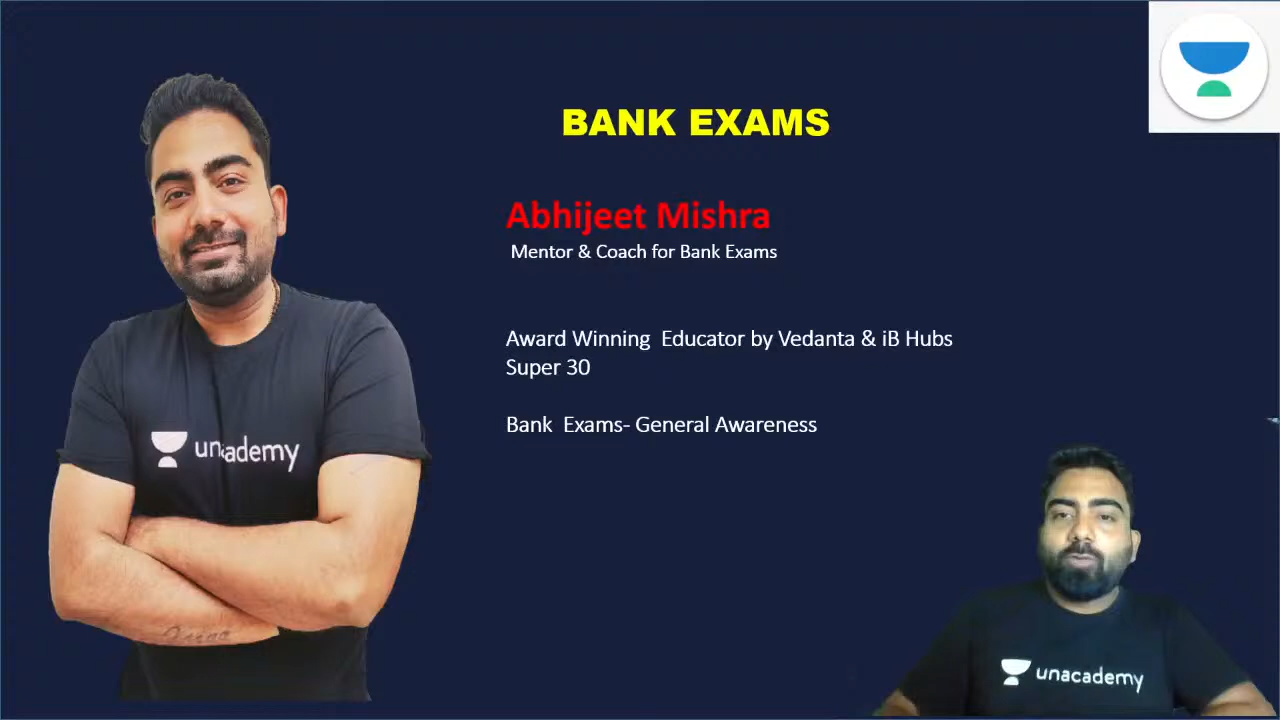 BANK EXAMS
Abhijeet Mishra
Mentor & Coach for Bank Exams
Award Winning  Educator by Vedanta & iB Hubs
Super 30
Bank  Exams- General Awareness
unacademy
unacademy